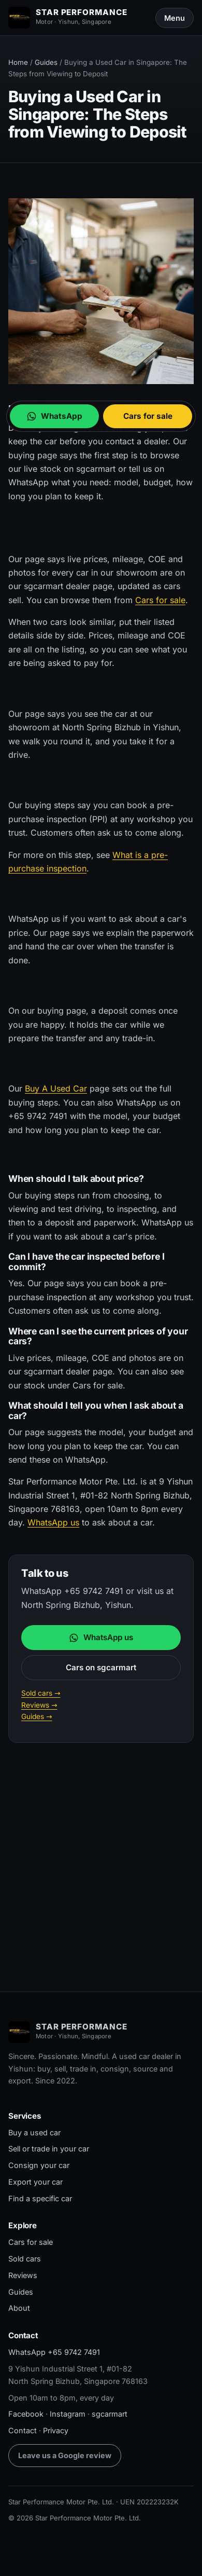 STAR PERFORMANCE
Motor · Yishun, Singapore
Menu
Home / Guides / Buying a Used Car in Singapore: The
Steps from Viewing to Deposit
Buying a Used Car in
Singapore: The Steps
from Viewing to Deposit
WhatsApp
Cars for sale
keep the car before you contact a dealer. Our
buying page says the first step is to browse
our live stock on sgcarmart or tell us on
WhatsApp what you need: model, budget, how
long you plan to keep it.
Our page says live prices, mileage, COE and
photos for every car in our showroom are on
our sgcarmart dealer page, updated as cars
sell. You can browse them from Cars for sale.
When two cars look similar, put their listed
details side by side. Prices, mileage and COE
are all on the listing, so you can see what you
are being asked to pay for.
Our page says you see the car at our
showroom at North Spring Bizhub in Yishun,
we walk you round it, and you take it for a
drive.
Our buying steps say you can book a pre-
purchase inspection (PPI) at any workshop you
trust. Customers often ask us to come along.
For more on this step, see What is a pre-
purchase inspection.
WhatsApp us if you want to ask about a car's
price. Our page says we explain the paperwork
and hand the car over when the transfer is
done.
On our buying page, a deposit comes once
you are happy. It holds the car while we
prepare the transfer and any trade-in.
Our Buy A Used Car page sets out the full
buying steps. You can also WhatsApp us on
+65 9742 7491 with the model, your budget
and how long you plan to keep the car.
When should I talk about price?
Our buying steps run from choosing, to
viewing and test driving, to inspecting, and
then to a deposit and paperwork. WhatsApp us
if you want to ask about a car's price.
Can I have the car inspected before I
commit?
Yes. Our page says you can book a pre-
purchase inspection at any workshop you trust.
Customers often ask us to come along.
Where can I see the current prices of your
cars?
Live prices, mileage, COE and photos are on
our sgcarmart dealer page. You can also see
our stock under Cars for sale.
What should I tell you when I ask about a
car?
Our page suggests the model, your budget and
how long you plan to keep the car. You can
send these on WhatsApp.
Star Performance Motor Pte. Ltd. is at 9 Yishun
Industrial Street 1, #01-82 North Spring Bizhub,
Singapore 768163, open 10am to 8pm every
day. WhatsApp us to ask about a car.
Talk to us
WhatsApp +65 9742 7491 or visit us at
North Spring Bizhub, Yishun.
WhatsApp us
Cars on sgcarmart
Sold cars →
Reviews →
Guides →
STAR PERFORMANCE
Motor · Yishun, Singapore
Sincere. Passionate. Mindful. A used car dealer in
Yishun: buy, sell, trade in, consign, source and
export. Since 2022.
Services
Buy a used car
Sell or trade in your car
Consign your car
Export your car
Find a specific car
Explore
Cars for sale
Sold cars
Reviews
Guides
About
Contact
WhatsApp +65 9742 7491
9 Yishun Industrial Street 1, #01-82
North Spring Bizhub, Singapore 768163
Open 10am to 8pm, every day
Facebook · Instagram · sgcarmart
Contact · Privacy
Leave us a Google review
Star Performance Motor Pte. Ltd. · UEN 202223232K
© 2026 Star Performance Motor Pte. Ltd.